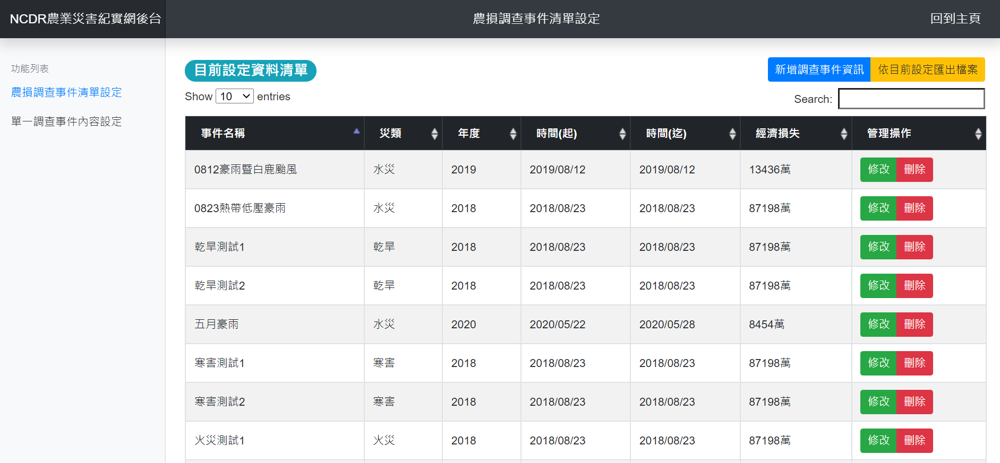 NCDR農業災害紀實網後台
農損調查事件清單設定
回到主頁
功能列表
農損調查事件清單設定
單一調查事件內容設定
目前設定資料清單
新增調查事件資訊 依目前設定匯出檔案
Show 10 entries
Search:
事件名稱 災類 年度 時間(起) 時間(迄) 經濟損失 管理操作
0812豪雨暨白鹿颱風 水災 2019 2019/08/12 2019/08/12 13436萬 修改 刪除
0823熱帶低壓豪雨 水災 2018 2018/08/23 2018/08/23 87198萬 修改 刪除
乾旱測試1 乾旱 2018 2018/08/23 2018/08/23 87198萬 修改 刪除
乾旱測試2 乾旱 2018 2018/08/23 2018/08/23 87198萬 修改 刪除
五月豪雨 水災 2020 2020/05/22 2020/05/28 8454萬 修改 刪除
寒害測試1 寒害 2018 2018/08/23 2018/08/23 87198萬 修改 刪除
寒害測試2 寒害 2018 2018/08/23 2018/08/23 87198萬 修改 刪除
火災測試1 火災 2018 2018/08/23 2018/08/23 87198萬 修改 刪除